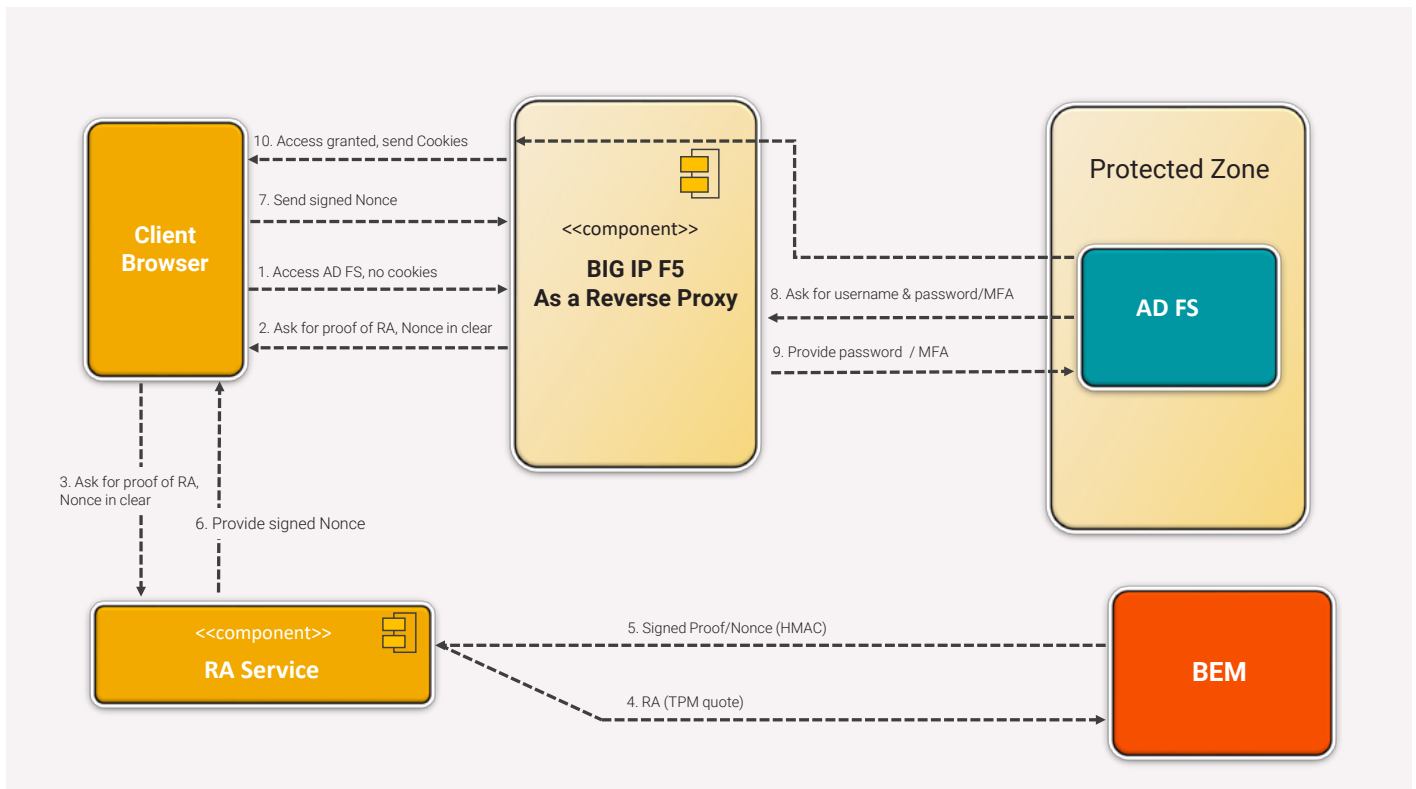 10. Access granted, send Cookies
7. Send signed Nonce
Client
Browser
1. Access AD FS, no cookies
2. Ask for proof of RA, Nonce in clear
<<component>>
BIG IP F5
As a Reverse Proxy
Protected Zone
AD FS
8. Ask for username & password/MFA
9. Provide password / MFA
3. Ask for proof of RA,
Nonce in clear
6. Provide signed Nonce
<<component>>
RA Service
5. Signed Proof/Nonce (HMAC)
4. RA (TPM quote)
BEM